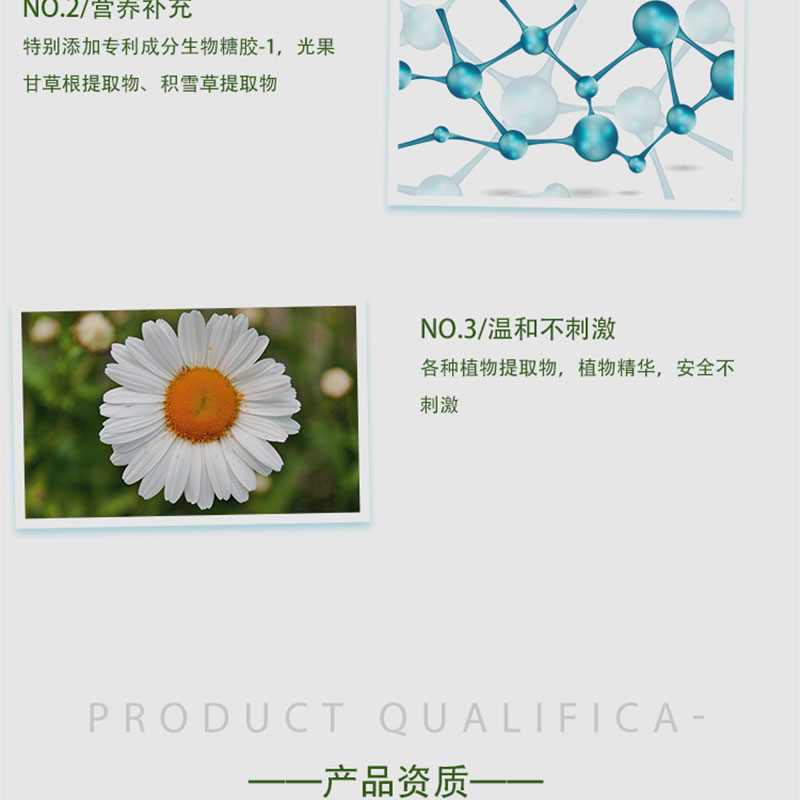 NO.2/营养补充
特别添加专利成分生物糖胶-1，光果
甘草根提取物、积雪草提取物
NO.3/温和不刺激
各种植物提取物，植物精华，安全不
刺激
PRODUCT QUALIFICA-
——产品资质——